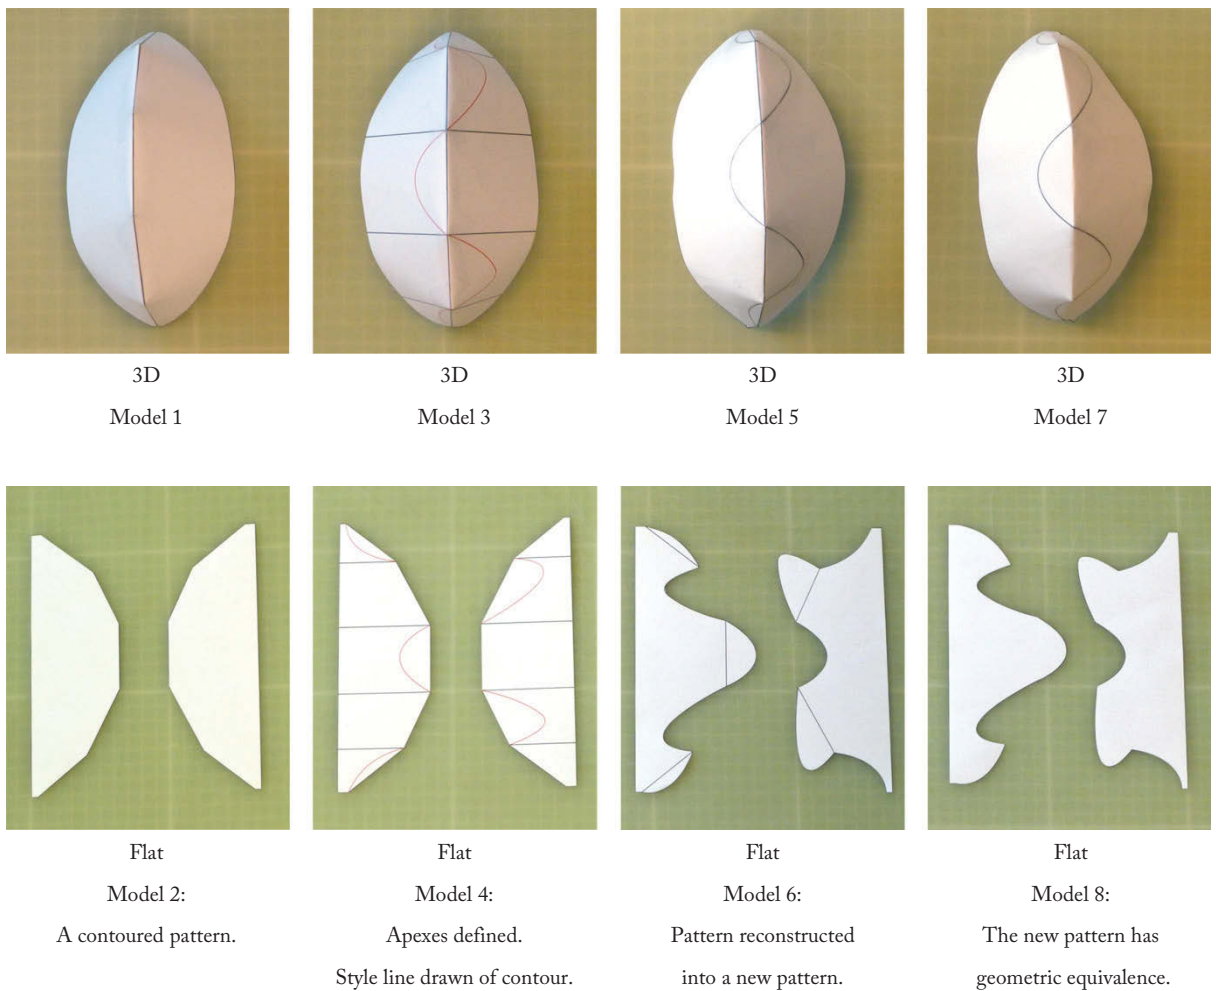 3D
Model 1
3D
Model 3
3D
Model 5
3D
Model 7
Flat
Model 2:
A contoured pattern.
Flat
Model 4:
Apexes defined.
Style line drawn of contour.
Flat
Model 6:
Pattern reconstructed
into a new pattern.
Flat
Model 8:
The new pattern has
geometric equivalence.